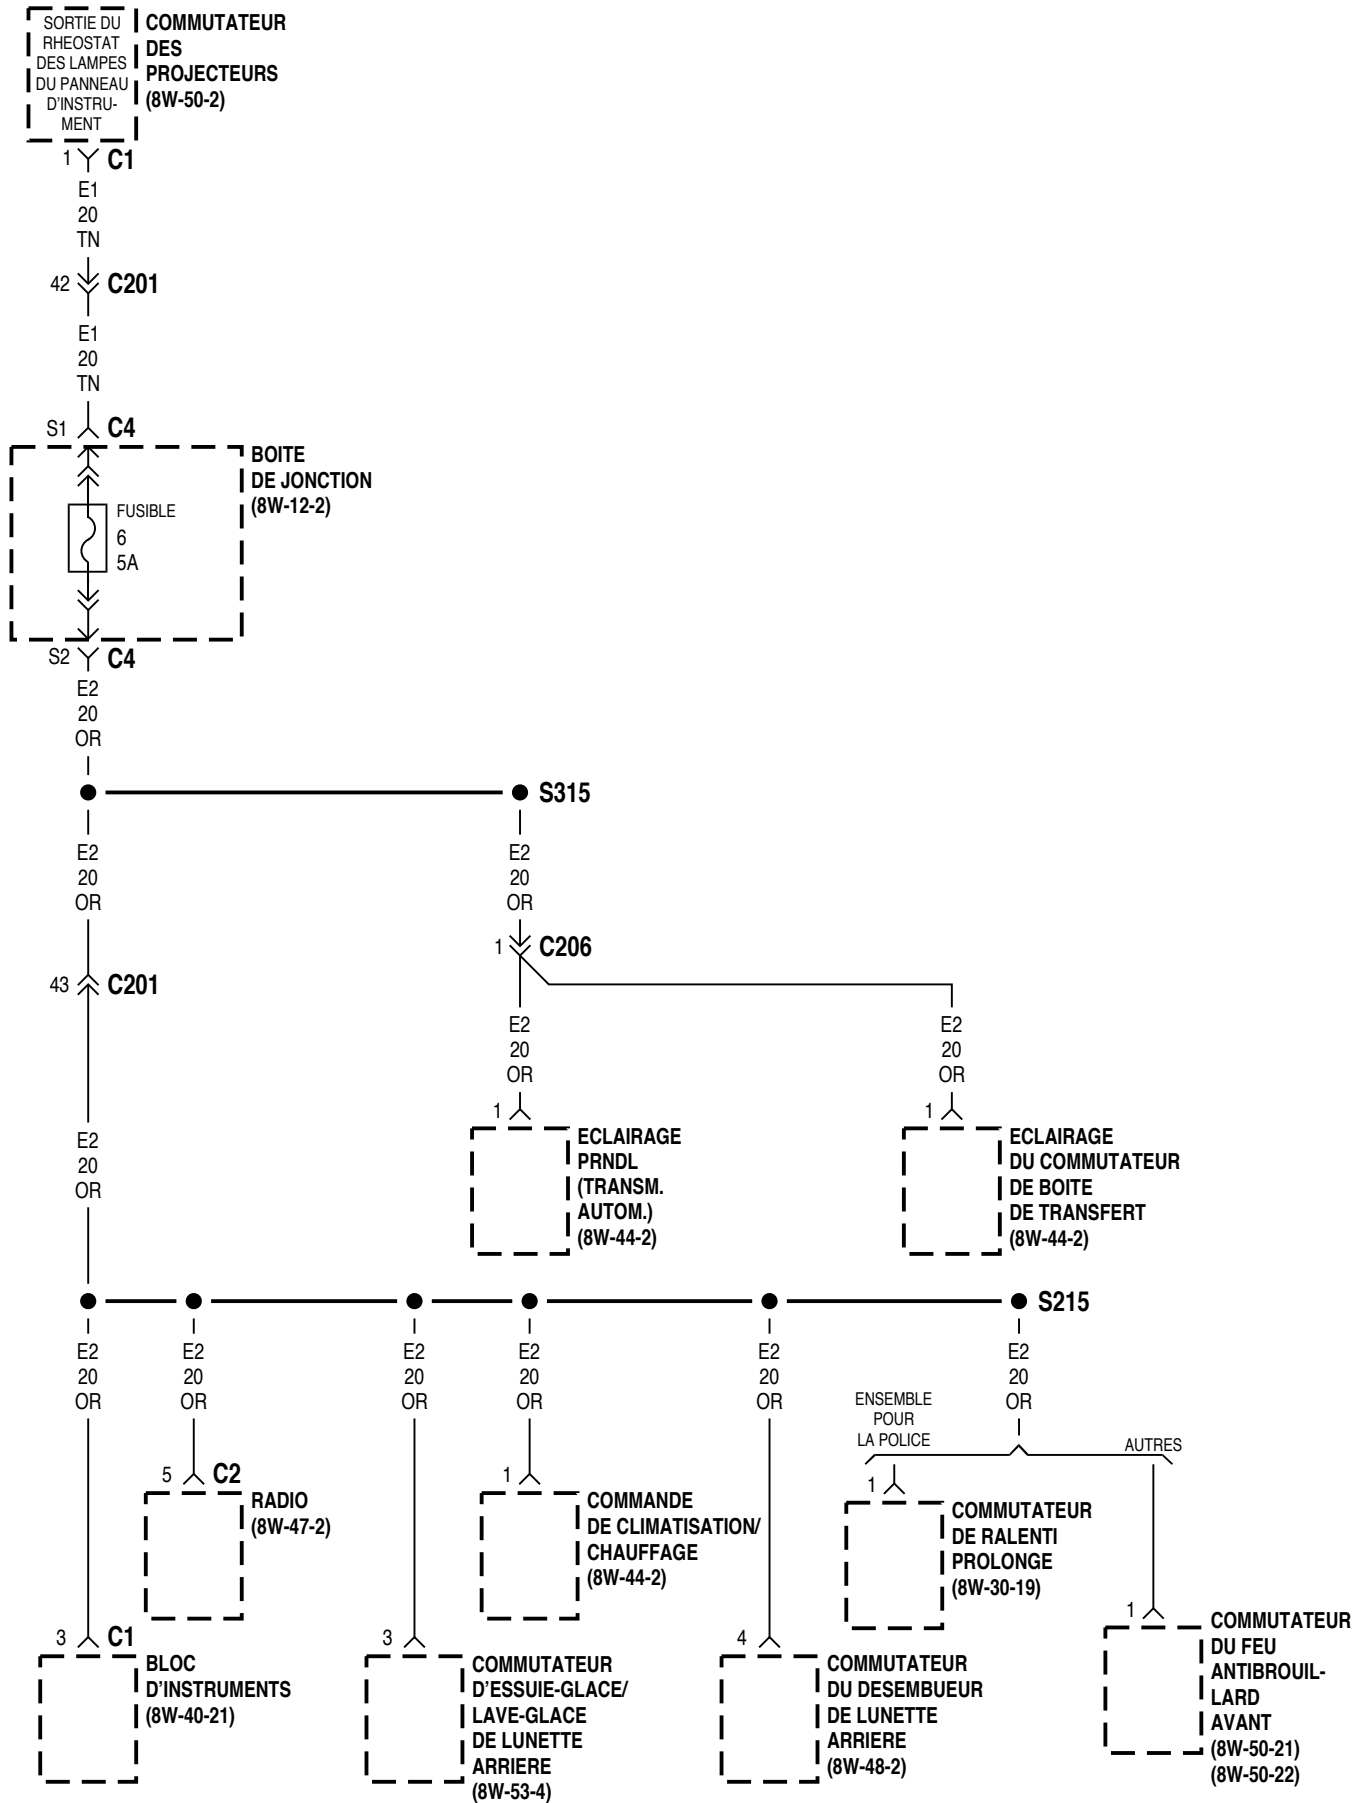 SORTIE DU
RHEOSTAT
DES LAMPES
DU PANNEAU
D'INSTRU-
MENT
COMMUTATEUR
DES
PROJECTEURS
(8W-50-2)
1 C1
E1
20
TN
42 C201
E1
20
TN
S1 C4
BOITE
DE JONCTION
(8W-12-2)
FUSIBLE
6
5A
S2 C4
E2
20
OR
S315
E2
20
OR
E2
20
OR
1 C206
43 C201
E2
20
OR
E2
20
OR
E2
20
OR
1
ECLAIRAGE
PRNDL
(TRANSM.
AUTOM.)
(8W-44-2)
1
ECLAIRAGE
DU COMMUTATEUR
DE BOITE
DE TRANSFERT
(8W-44-2)
S215
E2
20
OR
E2
20
OR
E2
20
OR
E2
20
OR
E2
20
OR
E2
20
OR
ENSEMBLE
POUR
LA POLICE
AUTRES
5 C2
RADIO
(8W-47-2)
1
COMMANDE
DE CLIMATISATION/
CHAUFFAGE
(8W-44-2)
1
COMMUTATEUR
DE RALENTI
PROLONGE
(8W-30-19)
3 C1
BLOC
D'INSTRUMENTS
(8W-40-21)
3
COMMUTATEUR
D'ESSUIE-GLACE/
LAVE-GLACE
DE LUNETTE
ARRIERE
(8W-53-4)
4
COMMUTATEUR
DU DESEMBUEUR
DE LUNETTE
ARRIERE
(8W-48-2)
1
COMMUTATEUR
DU FEU
ANTIBROUIL-
LARD
AVANT
(8W-50-21)
(8W-50-22)